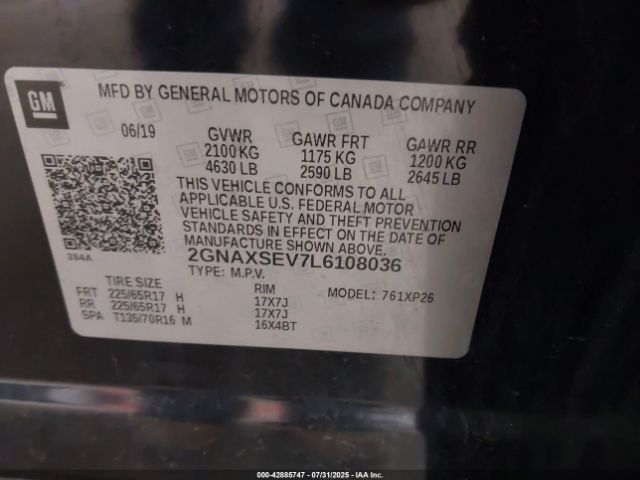 GM
MFD BY GENERAL MOTORS OF CANADA COMPANY
06/19 GVWR GAWR FRT GAWR RR
2100 KG 1175 KG 1200 KG
4630 LB 2590 LB 2645 LB
THIS VEHICLE CONFORMS TO ALL
APPLICABLE U.S. FEDERAL MOTOR
VEHICLE SAFETY AND THEFT PREVENTION
STANDARDS IN EFFECT ON THE DATE OF
MANUFACTURE SHOWN ABOVE.
384A
2GNAXSEV7L6108036
TYPE: M.P.V.
TIRE SIZE RIM MODEL: 761XP26
FRT 225/65R17 H 17X7J
RR 225/65R17 H 17X7J
SPA T135/70R16 M 16X4BT
000-42885747 - 07/31/2025 - IAA Inc.